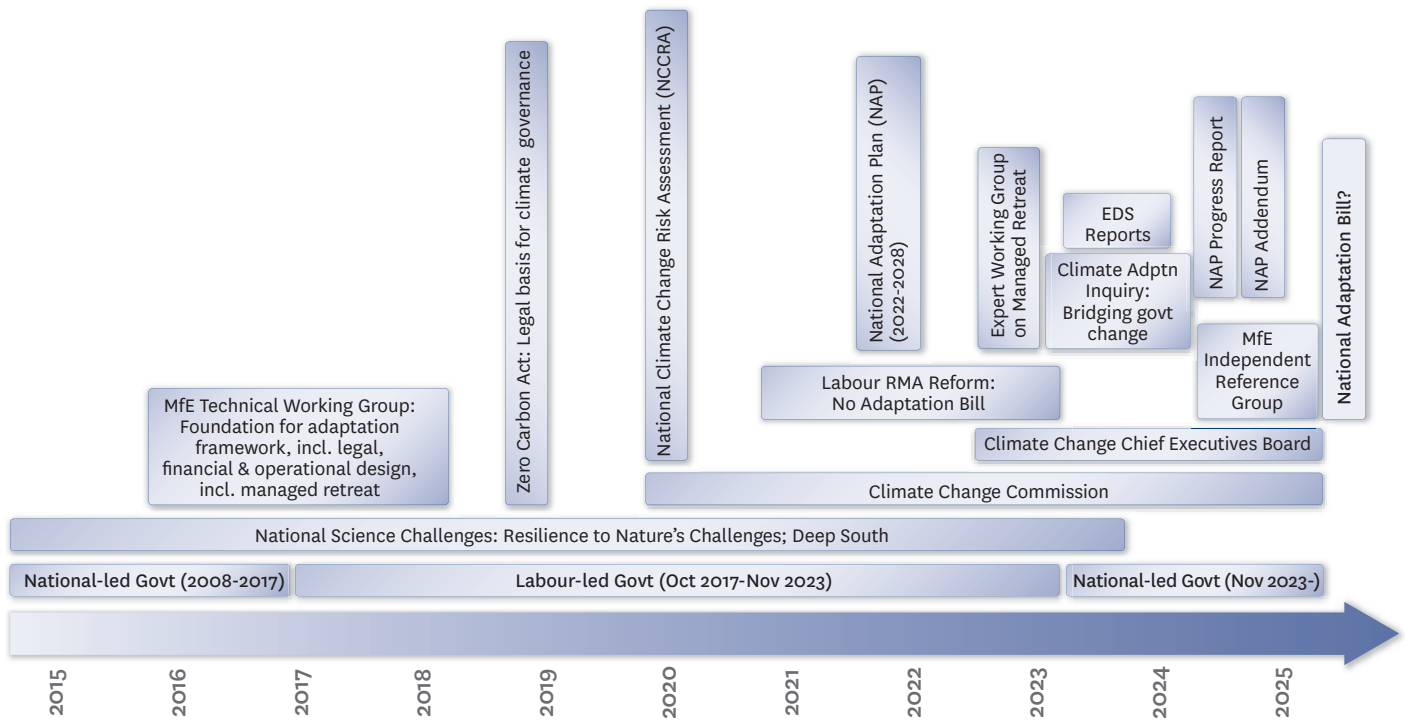 Zero Carbon Act: Legal basis for climate governance
National Climate Change Risk Assessment (NCCRA)
National Adaptation Plan (NAP)
(2022-2028)
Expert Working Group
on Managed Retreat
EDS
Reports
Climate Adptn
Inquiry:
Bridging govt
change
NAP Progress Report
NAP Addendum
National Adaptation Bill?
MfE
Independent
Reference
Group
Labour RMA Reform:
No Adaptation Bill
MfE Technical Working Group:
Foundation for adaptation
framework, incl. legal,
financial & operational design,
incl. managed retreat
Climate Change Chief Executives Board
Climate Change Commission
National Science Challenges: Resilience to Nature’s Challenges; Deep South
National-led Govt (2008-2017)
Labour-led Govt (Oct 2017-Nov 2023)
National-led Govt (Nov 2023-)
2015
2016
2017
2018
2019
2020
2021
2022
2023
2024
2025